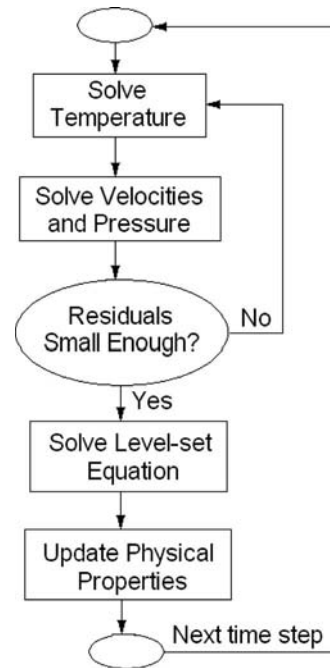 Solve
Temperature
Solve Velocities
and Pressure
Residuals
Small Enough?
No
Yes
Solve Level-set
Equation
Update Physical
Properties
Next time step